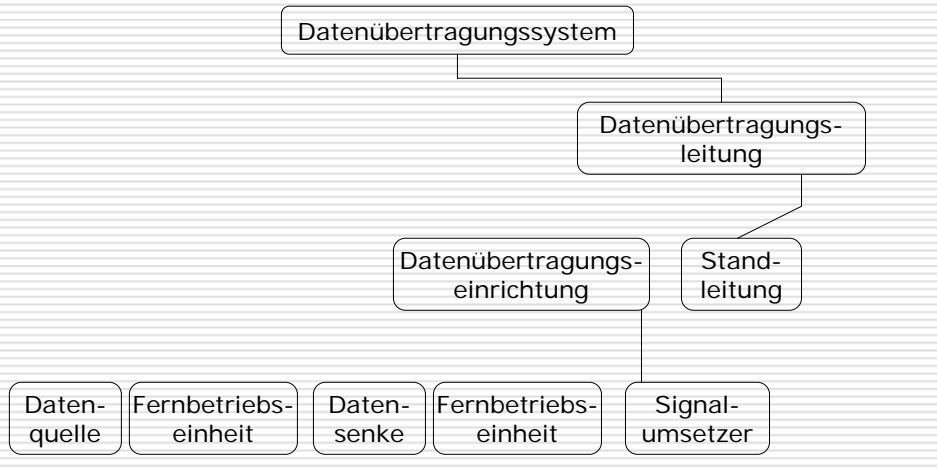 Datenübertragungssystem
Datenübertragungs-
leitung
Datenübertragungs-
einrichtung
Stand-
leitung
Daten-
quelle
Fernbetriebs-
einheit
Daten-
senke
Fernbetriebs-
einheit
Signal-
umsetzer